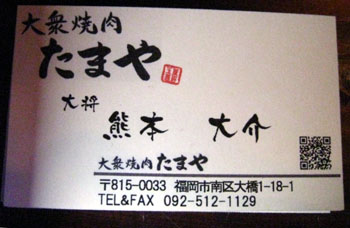 大衆焼肉
たまや
大将
熊本 大介
大衆焼肉たまや
〒815-0033 福岡市南区大橋1-18-1
TEL&FAX 092-512-1129